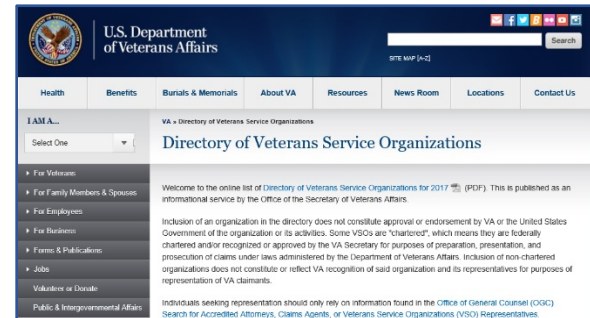 U.S. Department
of Veterans Affairs
Search
SITE MAP [A-Z]
Health
Benefits
Burials & Memorials
About VA
Resources
News Room
Locations
Contact Us
I AM A...
Select One
VA » Directory of Veterans Service Organizations
Directory of Veterans Service Organizations
For Veterans
For Family Members & Spouses
For Employees
For Business
Forms & Publications
Jobs
Volunteer or Donate
Public & Intergovernmental Affairs
Welcome to the online list of Directory of Veterans Service Organizations for 2017 (PDF). This is published as an
informational service by the Office of the Secretary of Veterans Affairs.
Inclusion of an organization in the directory does not constitute approval or endorsement by VA or the United States
Government of the organization or its activities. Some VSOs are "chartered", which means they are federally
chartered and/or recognized or approved by the VA Secretary for purposes of preparation, presentation, and
prosecution of claims under laws administered by the Department of Veterans Affairs. Inclusion of non-chartered
organizations does not constitute or reflect VA recognition of said organization and its representatives for purposes of
representation of VA claimants.
Individuals seeking representation should only rely on information found in the Office of General Counsel (OGC)
Search for Accredited Attorneys, Claims Agents, or Veterans Service Organizations (VSO) Representatives.